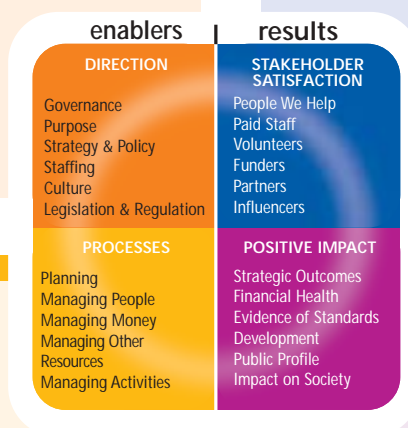 enablers | results
DIRECTION
Governance
Purpose
Strategy & Policy
Staffing
Culture
Legislation & Regulation
STAKEHOLDER
SATISFACTION
People We Help
Paid Staff
Volunteers
Funders
Partners
Influencers
PROCESSES
Planning
Managing People
Managing Money
Managing Other
Resources
Managing Activities
POSITIVE IMPACT
Strategic Outcomes
Financial Health
Evidence of Standards
Development
Public Profile
Impact on Society